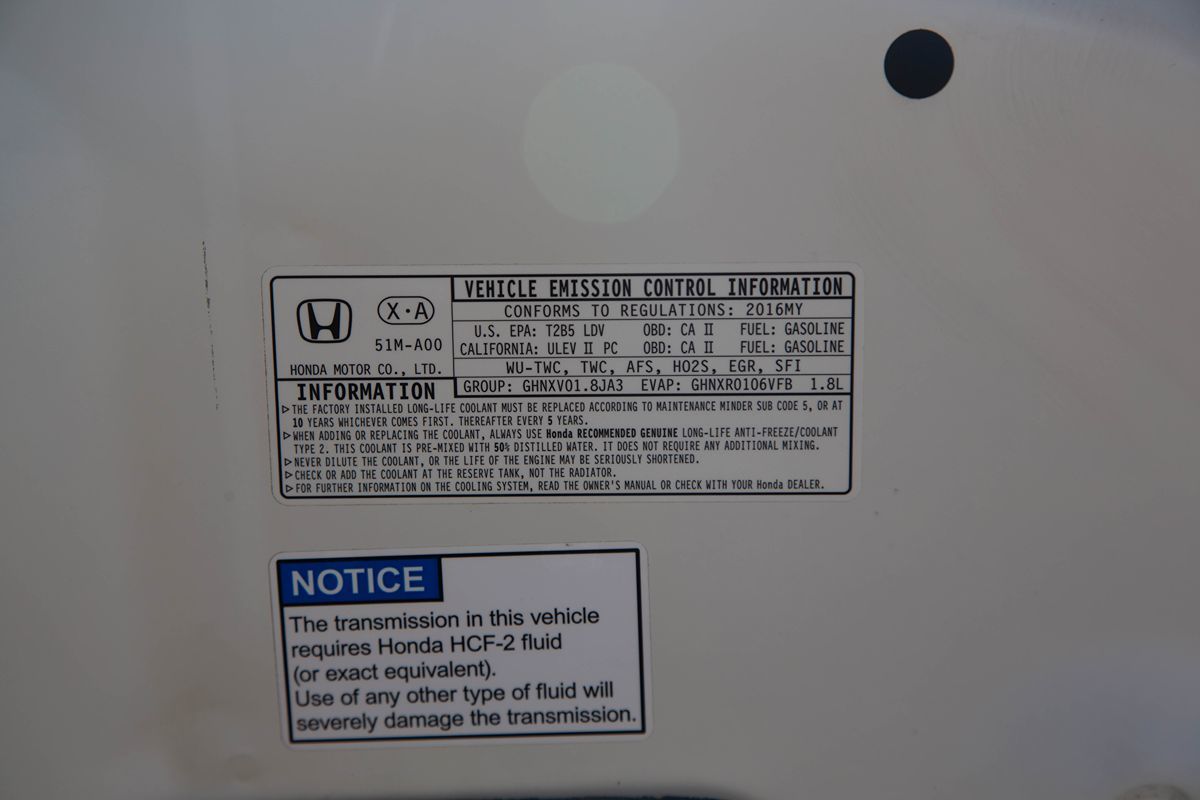 X·A
51M-A00
HONDA MOTOR CO., LTD.
VEHICLE EMISSION CONTROL INFORMATION
CONFORMS TO REGULATIONS: 2016MY
U.S. EPA: T2B5 LDV OBD: CA II FUEL: GASOLINE
CALIFORNIA: ULEV II PC OBD: CA II FUEL: GASOLINE
WU-TWC, TWC, AFS, HO2S, EGR, SFI
GROUP: GHNXV01.8JA3 EVAP: GHNXR0106VFB 1.8L
INFORMATION
▷THE FACTORY INSTALLED LONG-LIFE COOLANT MUST BE REPLACED ACCORDING TO MAINTENANCE MINDER SUB CODE 5, OR AT
10 YEARS WHICHEVER COMES FIRST. THEREAFTER EVERY 5 YEARS.
▷WHEN ADDING OR REPLACING THE COOLANT, ALWAYS USE Honda RECOMMENDED GENUINE LONG-LIFE ANTI-FREEZE/COOLANT
TYPE 2. THIS COOLANT IS PRE-MIXED WITH 50% DISTILLED WATER. IT DOES NOT REQUIRE ANY ADDITIONAL MIXING.
▷NEVER DILUTE THE COOLANT, OR THE LIFE OF THE ENGINE MAY BE SERIOUSLY SHORTENED.
▷CHECK OR ADD THE COOLANT AT THE RESERVE TANK, NOT THE RADIATOR.
▷FOR FURTHER INFORMATION ON THE COOLING SYSTEM, READ THE OWNER'S MANUAL OR CHECK WITH YOUR Honda DEALER.
NOTICE
The transmission in this vehicle
requires Honda HCF-2 fluid
(or exact equivalent).
Use of any other type of fluid will
severely damage the transmission.